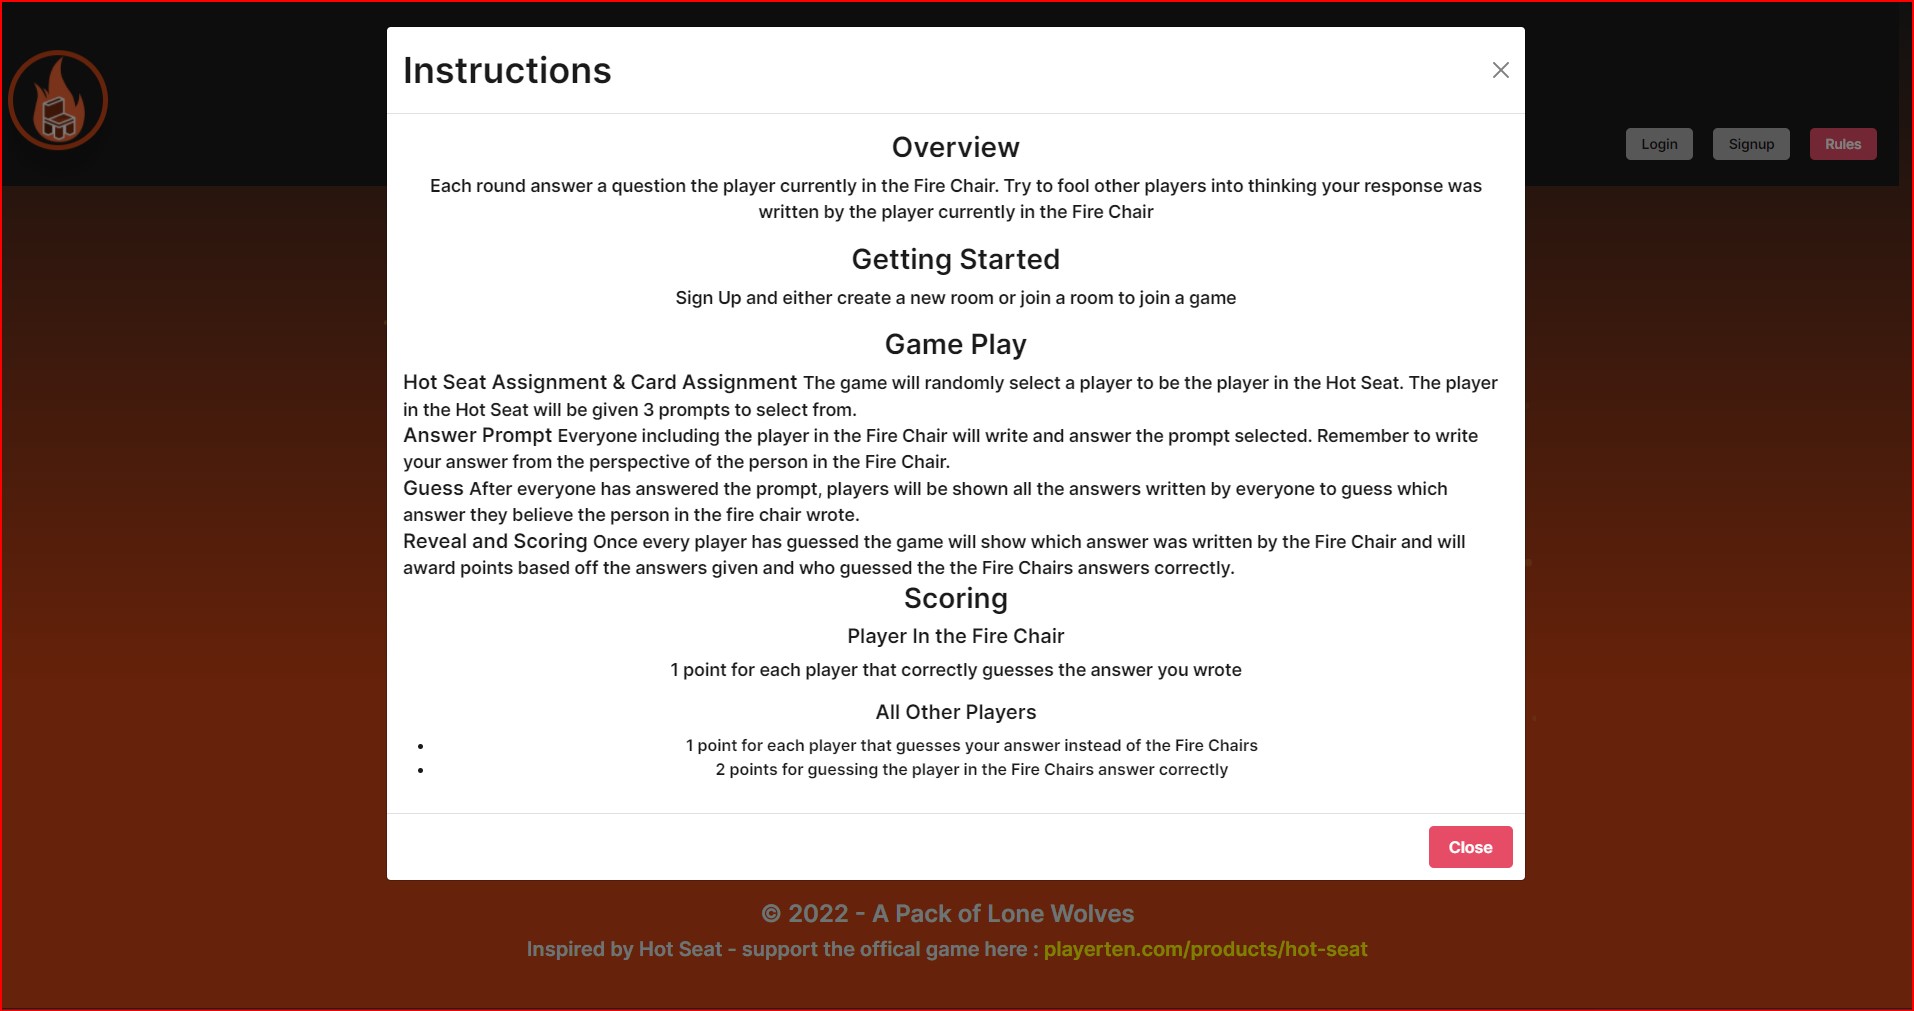 Instructions
Login
Signup
Rules
Overview
Each round answer a question the player currently in the Fire Chair. Try to fool other players into thinking your response was
written by the player currently in the Fire Chair
Getting Started
Sign Up and either create a new room or join a room to join a game
Game Play
Hot Seat Assignment & Card Assignment The game will randomly select a player to be the player in the Hot Seat. The player
in the Hot Seat will be given 3 prompts to select from.
Answer Prompt Everyone including the player in the Fire Chair will write and answer the prompt selected. Remember to write
your answer from the perspective of the person in the Fire Chair.
Guess After everyone has answered the prompt, players will be shown all the answers written by everyone to guess which
answer they believe the person in the fire chair wrote.
Reveal and Scoring Once every player has guessed the game will show which answer was written by the Fire Chair and will
award points based off the answers given and who guessed the the Fire Chairs answers correctly.
Scoring
Player In the Fire Chair
1 point for each player that correctly guesses the answer you wrote
All Other Players
• 1 point for each player that guesses your answer instead of the Fire Chairs
• 2 points for guessing the player in the Fire Chairs answer correctly
Close
© 2022 - A Pack of Lone Wolves
Inspired by Hot Seat - support the offical game here : playerten.com/products/hot-seat